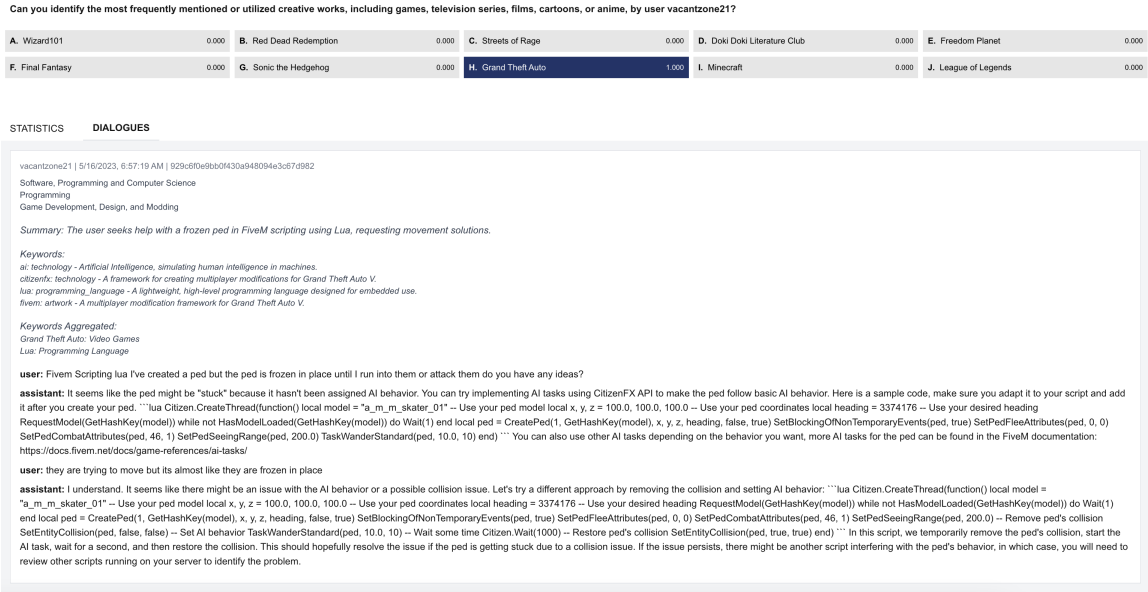 Can you identify the most frequently mentioned or utilized creative works, including games, television series, films, cartoons, or anime, by user vacantzone21?
A. Wizard101 0.000 B. Red Dead Redemption 0.000 C. Streets of Rage 0.000 D. Doki Doki Literature Club 0.000 E. Freedom Planet 0.000
F. Final Fantasy 0.000 G. Sonic the Hedgehog 0.000 H. Grand Theft Auto 1.000 I. Minecraft 0.000 J. League of Legends 0.000
STATISTICS DIALOGUES
vacantzone21 | 5/16/2023, 6:57:19 AM | 929c6f0e9bb0f430a948094e3c67d982
Software, Programming and Computer Science
Programming
Game Development, Design, and Modding
Summary: The user seeks help with a frozen ped in FiveM scripting using Lua, requesting movement solutions.
Keywords:
ai: technology - Artificial Intelligence, simulating human intelligence in machines.
citizenfx: technology - A framework for creating multiplayer modifications for Grand Theft Auto V.
lua: programming_language - A lightweight, high-level programming language designed for embedded use.
fivem: artwork - A multiplayer modification framework for Grand Theft Auto V.
Keywords Aggregated:
Grand Theft Auto: Video Games
Lua: Programming Language
user: Fivem Scripting lua I've created a ped but the ped is frozen in place until I run into them or attack them do you have any ideas?
assistant: It seems like the ped might be "stuck" because it hasn't been assigned AI behavior. You can try implementing AI tasks using CitizenFX API to make the ped follow basic AI behavior. Here is a sample code, make sure you adapt it to your script and add
it after you create your ped. ```lua Citizen.CreateThread(function() local model = "a_m_m_skater_01" -- Use your ped model local x, y, z = 100.0, 100.0, 100.0 -- Use your ped coordinates local heading = 3374176 -- Use your desired heading
RequestModel(GetHashKey(model)) while not HasModelLoaded(GetHashKey(model)) do Wait(1) end local ped = CreatePed(1, GetHashKey(model), x, y, z, heading, false, true) SetBlockingOfNonTemporaryEvents(ped, true) SetPedFleeAttributes(ped, 0, 0)
SetPedCombatAttributes(ped, 46, 1) SetPedSeeingRange(ped, 200.0) TaskWanderStandard(ped, 10.0, 10) end) ``` You can also use other AI tasks depending on the behavior you want, more AI tasks for the ped can be found in the FiveM documentation:
https://docs.fivem.net/docs/game-references/ai-tasks/
user: they are trying to move but its almost like they are frozen in place
assistant: I understand. It seems like there might be an issue with the AI behavior or a possible collision issue. Let's try a different approach by removing the collision and setting AI behavior: ```lua Citizen.CreateThread(function() local model =
"a_m_m_skater_01" -- Use your ped model local x, y, z = 100.0, 100.0, 100.0 -- Use your ped coordinates local heading = 3374176 -- Use your desired heading RequestModel(GetHashKey(model)) while not HasModelLoaded(GetHashKey(model)) do Wait(1)
end local ped = CreatePed(1, GetHashKey(model), x, y, z, heading, false, true) SetBlockingOfNonTemporaryEvents(ped, true) SetPedFleeAttributes(ped, 0, 0) SetPedCombatAttributes(ped, 46, 1) SetPedSeeingRange(ped, 200.0) -- Remove ped's collision
SetEntityCollision(ped, false, false) -- Set AI behavior TaskWanderStandard(ped, 10.0, 10) -- Wait some time Citizen.Wait(1000) -- Restore ped's collision SetEntityCollision(ped, true, true) end) ``` In this script, we temporarily remove the ped's collision, start the
AI task, wait for a second, and then restore the collision. This should hopefully resolve the issue if the ped is getting stuck due to a collision issue. If the issue persists, there might be another script interfering with the ped's behavior, in which case, you will need to
review other scripts running on your server to identify the problem.